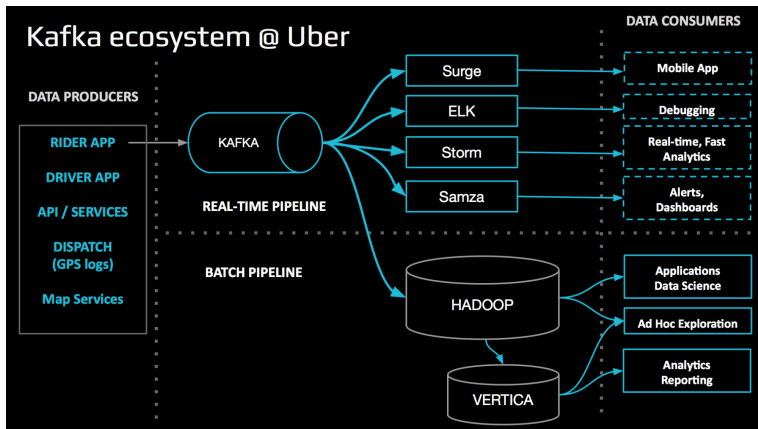 Kafka ecosystem @ Uber
DATA CONSUMERS
DATA PRODUCERS
RIDER APP
DRIVER APP
API / SERVICES
DISPATCH
(GPS logs)
Map Services
KAFKA
REAL-TIME PIPELINE
Surge
ELK
Storm
Samza
Mobile App
Debugging
Real-time, Fast
Analytics
Alerts,
Dashboards
BATCH PIPELINE
HADOOP
VERTICA
Applications
Data Science
Ad Hoc Exploration
Analytics
Reporting